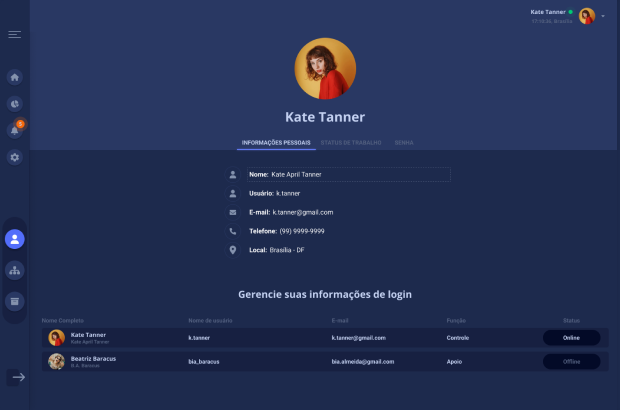 Kate Tanner
17:10:36, Brasília
Kate Tanner
INFORMAÇÕES PESSOAIS STATUS DE TRABALHO SENHA
Nome: Kate April Tanner
Usuário: k.tanner
E-mail: k.tanner@gmail.com
Telefone: (99) 9999-9999
Local: Brasília - DF
Gerencie suas informações de login
Nome Completo Nome de usuário E-mail Função Status
Kate Tanner k.tanner k.tanner@gmail.com Controle Online
Kate April Tanner
Beatriz Baracus bia_baracus bia.almeida@gmail.com Apoio Offline
B.A. Baracus